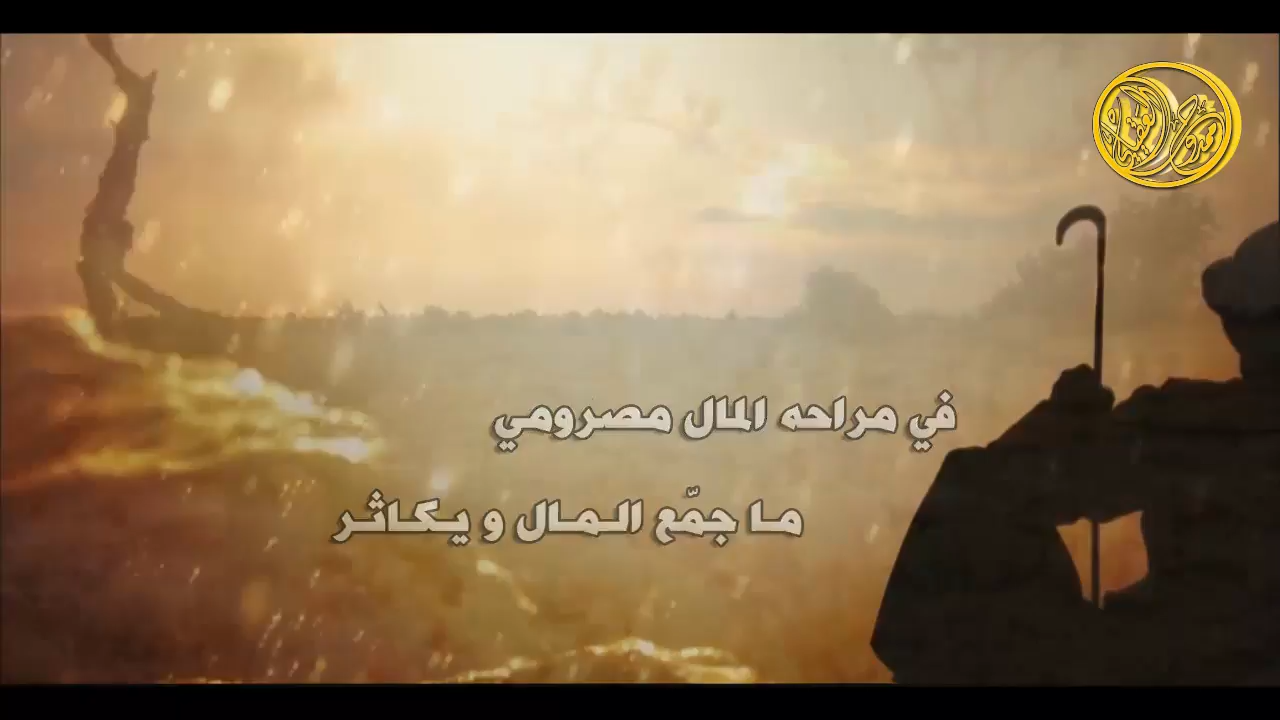 في مراحه المال مصرومي
ما جمّع المال و يكاثر